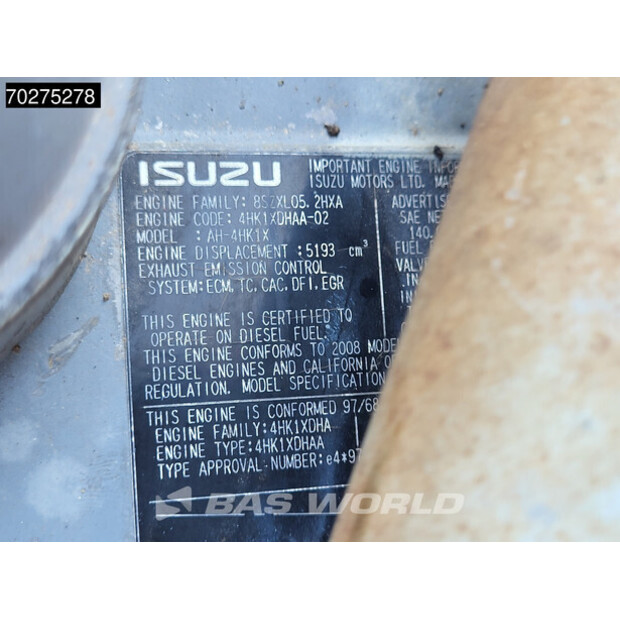 70275278
ISUZU
IMPORTANT ENGINE INFOR
ISUZU MOTORS LTD.
ENGINE FAMILY: 8SZXL05.2HXA
ENGINE CODE: 4HK1XDHAA-02
MODEL : AH-4HK1X
ENGINE DISPLACEMENT :5193 cm³
EXHAUST EMISSION CONTROL
SYSTEM:ECM,TC,CAC,DFI,EGR
ADVERTIS
SAE NE
140.
FUEL
VALV
IN
IN
THIS ENGINE IS CERTIFIED TO
OPERATE ON DIESEL FUEL.
THIS ENGINE CONFORMS TO 2008 MODE
DIESEL ENGINES AND CALIFORNIA
REGULATION. MODEL SPECIFICATION
THIS ENGINE IS CONFORMED 97/68
ENGINE FAMILY:4HK1XDHA
ENGINE TYPE:4HK1XDHAA
TYPE APPROVAL-NUMBER:e4*97
BAS WORLD